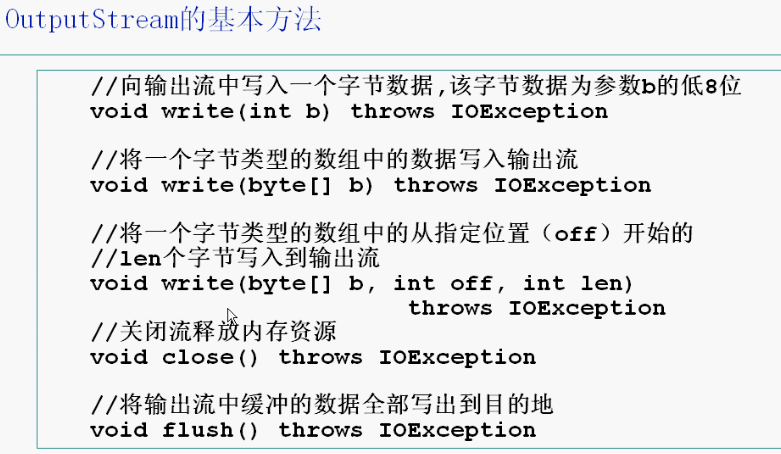 OutputStream的基本方法
//向输出流中写入一个字节数据,该字节数据为参数b的低8位
void write(int b) throws IOException
//将一个字节类型的数组中的数据写入输出流
void write(byte[] b) throws IOException
//将一个字节类型的数组中的从指定位置（off）开始的
//len个字节写入到输出流
void write(byte[] b, int off, int len)
throws IOException
//关闭流释放内存资源
void close() throws IOException
//将输出流中缓冲的数据全部写出到目的地
void flush() throws IOException